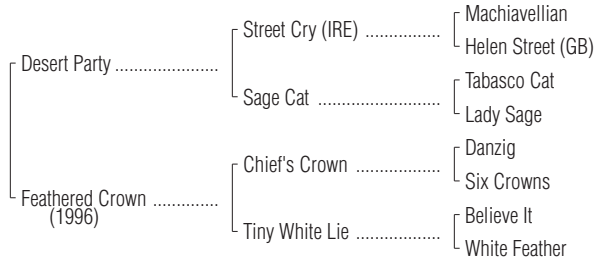 Machiavellian
Street Cry (IRE) ..................
Helen Street (GB)
Desert Party .........................
Tabasco Cat
Sage Cat .............................
Lady Sage
Danzig
Chief's Crown ....................
Six Crowns
Feathered Crown ................
(1996)
Believe It
Tiny White Lie ....................
White Feather